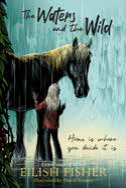 The Waters
and the Wild
Home is where
you decide it is
EILISH FISHER